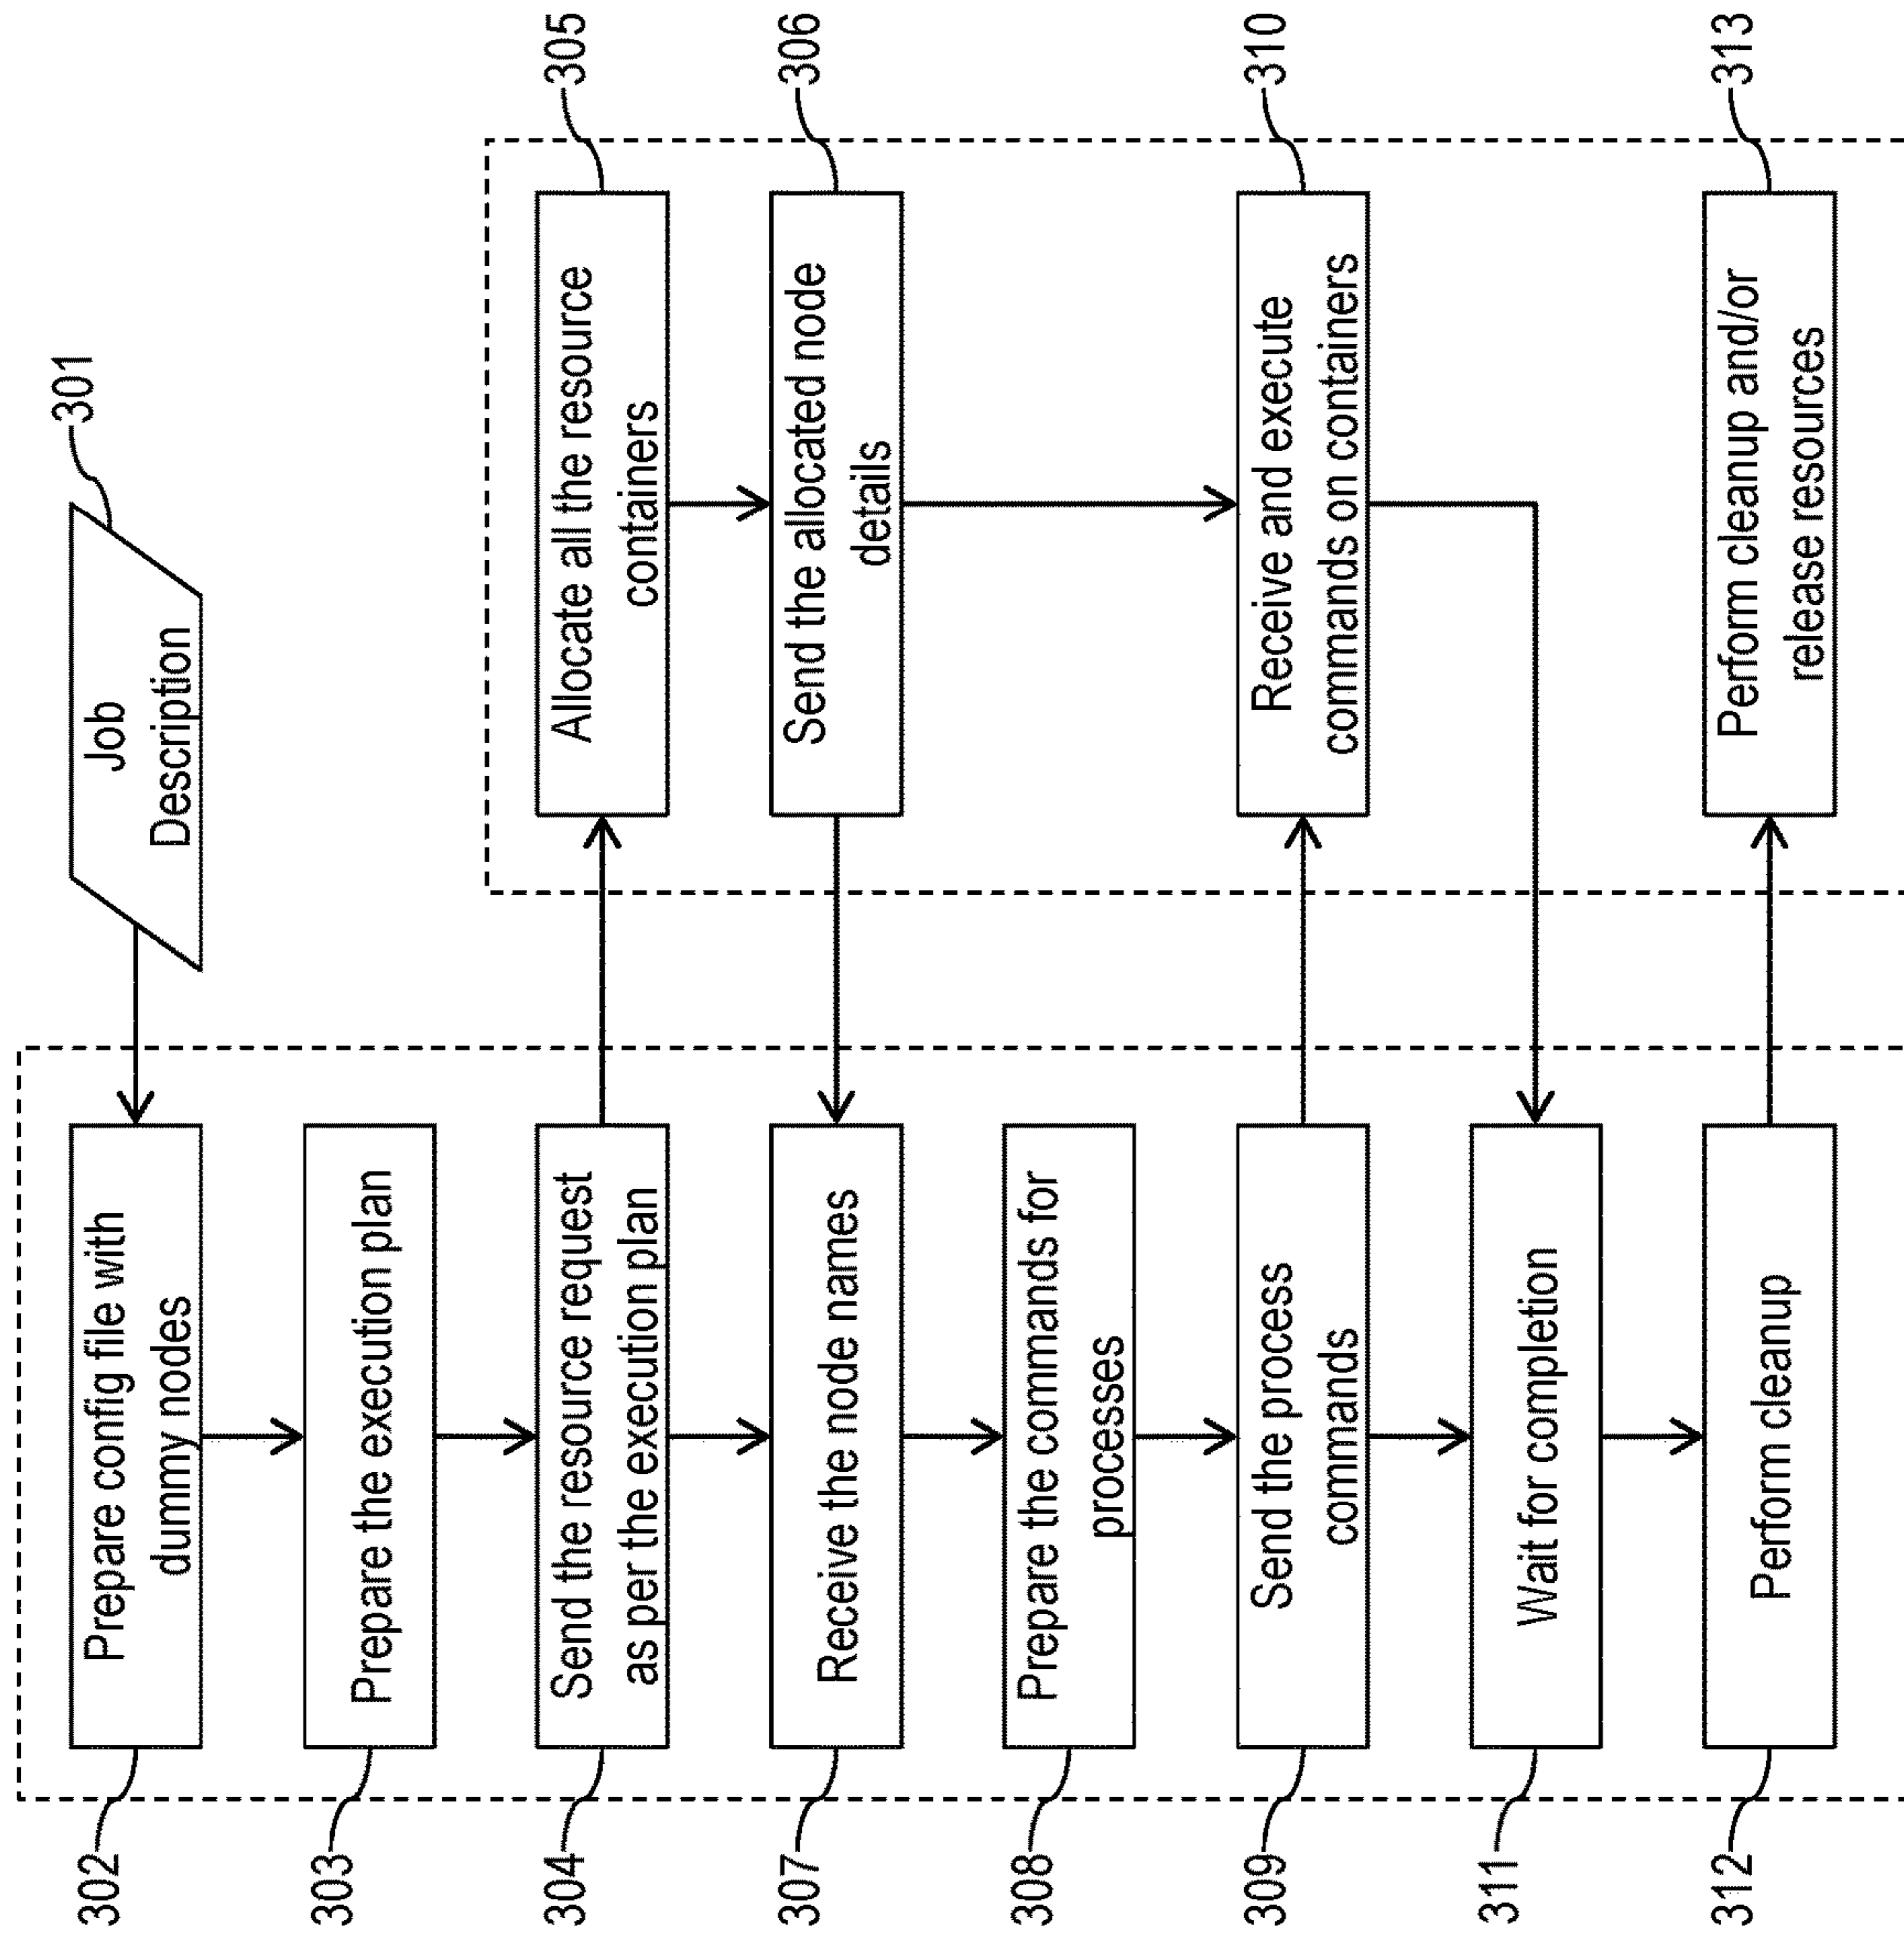 301
Job
Description
302
Prepare config file with
dummy nodes
303
Prepare the execution plan
304
Send the resource request
as per the execution plan
305
Allocate all the resource
containers
306
Send the allocated node
details
307
Receive the node names
308
Prepare the commands for
processes
309
Send the process
commands
310
Receive and execute
commands on containers
311
Wait for completion
312
Perform cleanup
313
Perform cleanup and/or
release resources